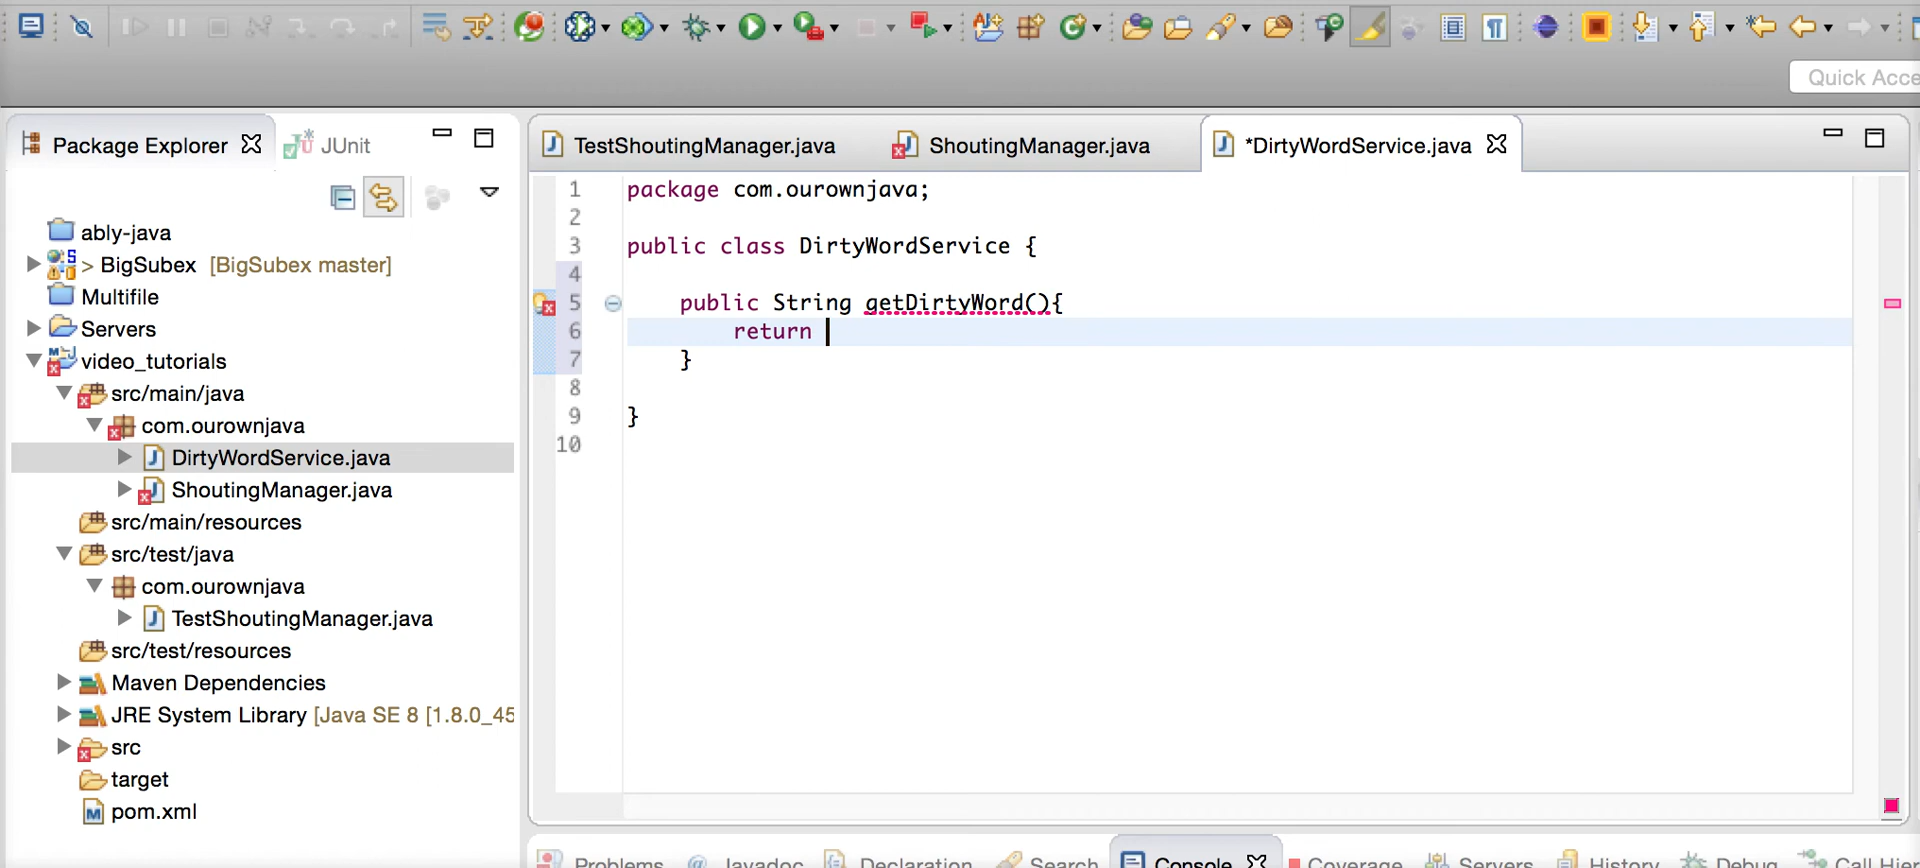 Quick Acce
Package Explorer
JUnit
ably-java
> BigSubex [BigSubex master]
Multifile
Servers
video_tutorials
src/main/java
com.ourownjava
DirtyWordService.java
ShoutingManager.java
src/main/resources
src/test/java
com.ourownjava
TestShoutingManager.java
src/test/resources
Maven Dependencies
JRE System Library [Java SE 8 [1.8.0_45
src
target
pom.xml
TestShoutingManager.java ShoutingManager.java *DirtyWordService.java
1 package com.ourownjava;
2
3 public class DirtyWordService {
4
5 public String getDirtyWord(){
6 return
7 }
8
9 }
10
Problems @ Javadoc Declaration Search Console Coverage Servers History Debug Call Hier